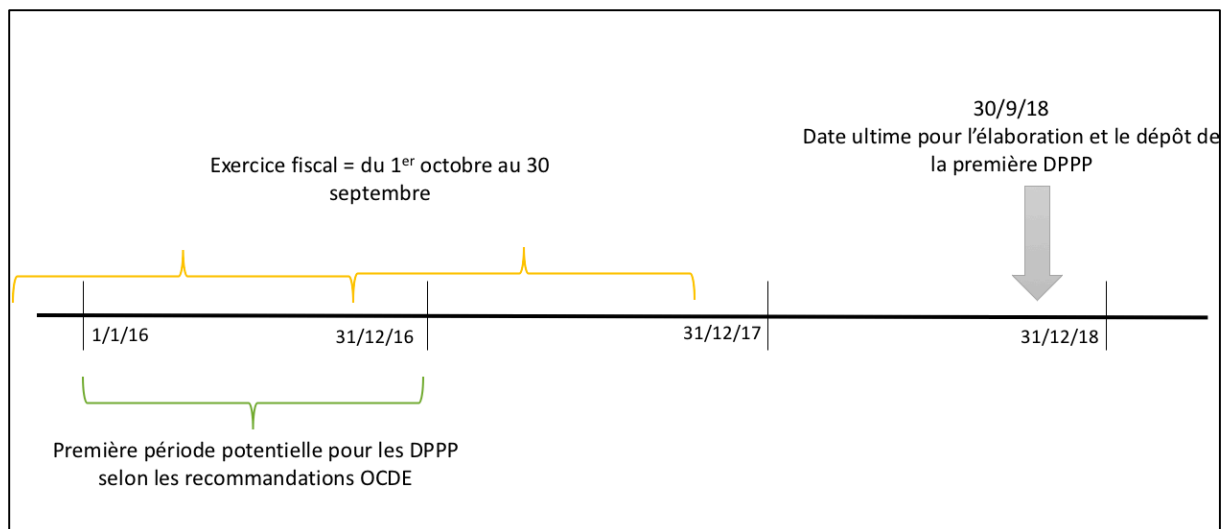 30/9/18
Date ultime pour l’élaboration et le dépôt de
la première DPPP
Exercice fiscal = du 1er octobre au 30
septembre
1/1/16
31/12/16
31/12/17
31/12/18
Première période potentielle pour les DPPP
selon les recommandations OCDE